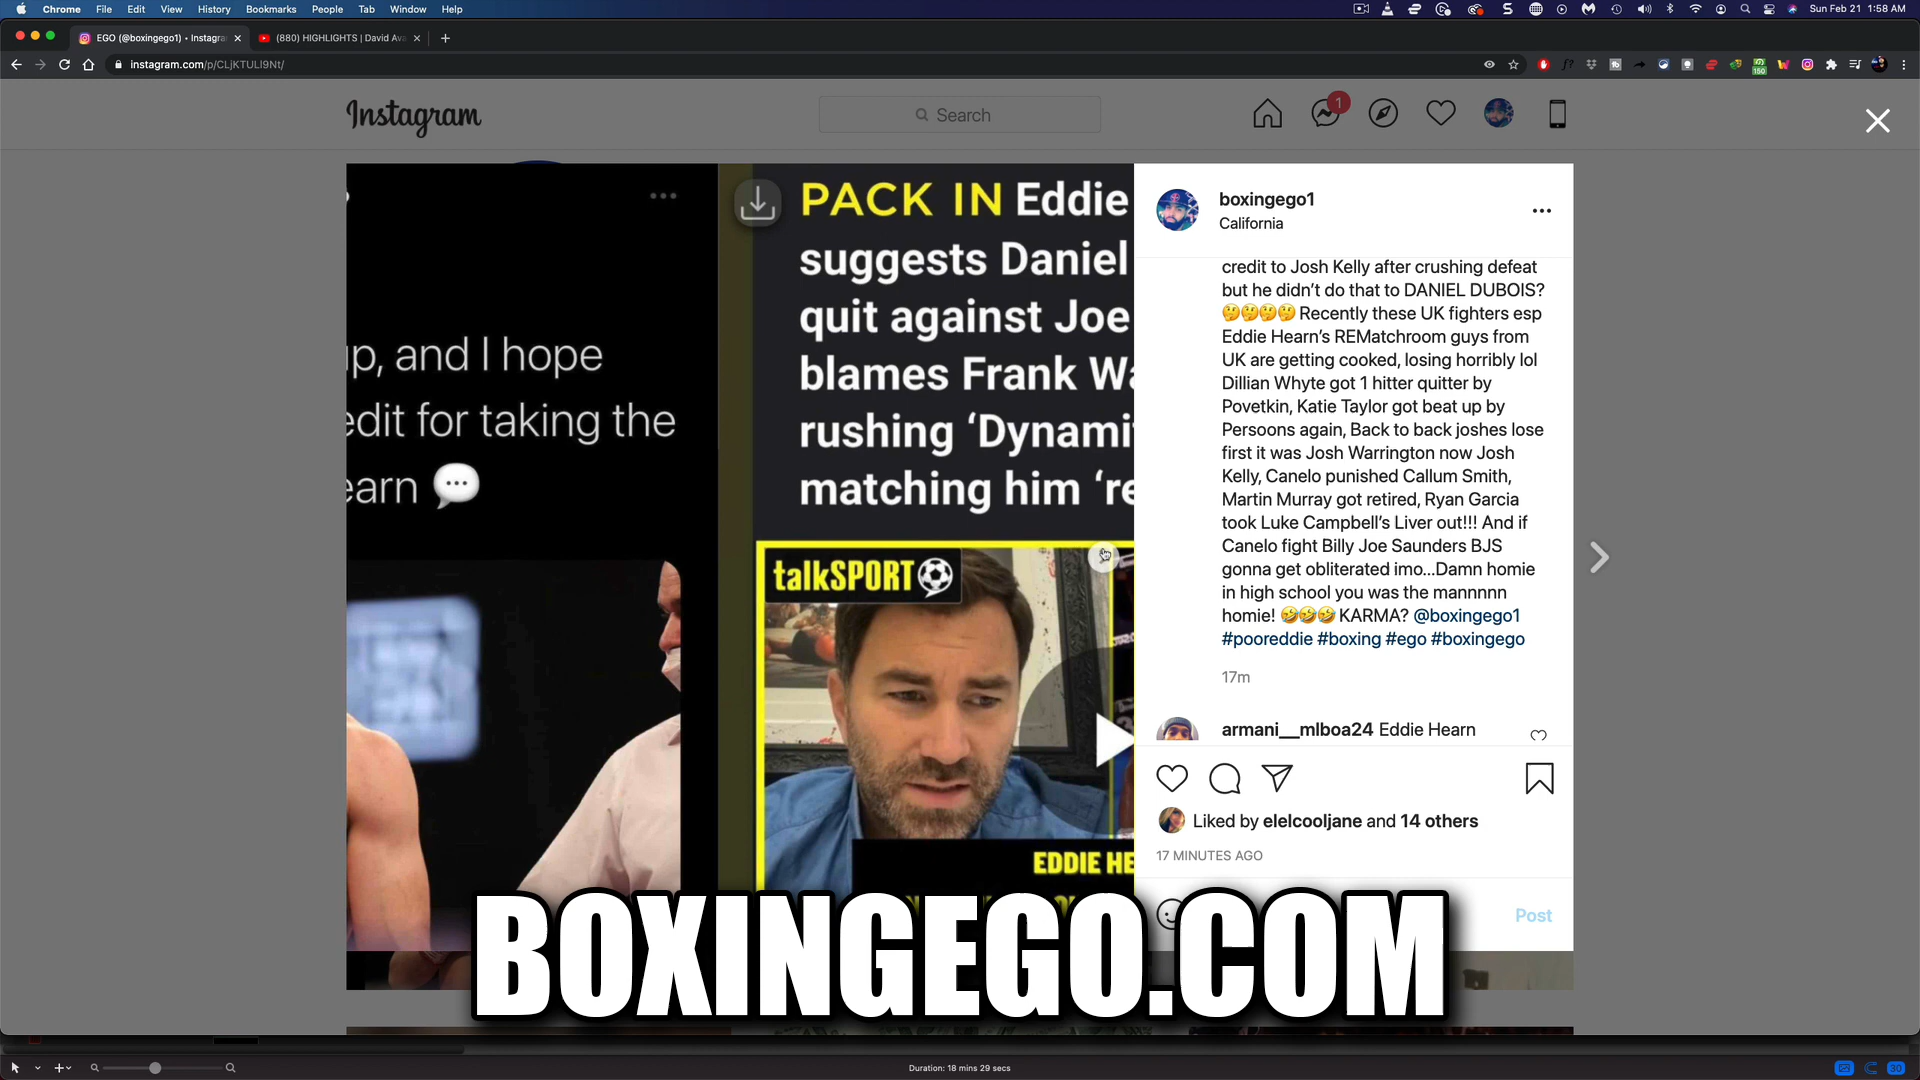 Chrome File Edit View History Bookmarks People Tab Window Help
Sun Feb 21 1:58 AM
EGO (@boxingego1) • Instagra
(880) HIGHLIGHTS | David Ava
instagram.com/p/CLjKTULl9Nt/
150
Instagram
Search
1
PACK IN Eddie
suggests Daniel
quit against Joe
blames Frank Wa
rushing ‘Dynami
matching him ‘re
talkSPORT
EDDIE HE
up, and I hope
edit for taking the
earn
boxingego1
California
credit to Josh Kelly after crushing defeat
but he didn’t do that to DANIEL DUBOIS?
🤔🤔🤔🤔 Recently these UK fighters esp
Eddie Hearn’s REMatchroom guys from
UK are getting cooked, losing horribly lol
Dillian Whyte got 1 hitter quitter by
Povetkin, Katie Taylor got beat up by
Persoons again, Back to back joshes lose
first it was Josh Warrington now Josh
Kelly, Canelo punished Callum Smith,
Martin Murray got retired, Ryan Garcia
took Luke Campbell’s Liver out!!! And if
Canelo fight Billy Joe Saunders BJS
gonna get obliterated imo...Damn homie
in high school you was the mannnnn
homie! 🤣🤣🤣 KARMA? @boxingego1
#pooreddie #boxing #ego #boxingego
17m
armani__mlboa24 Eddie Hearn
Liked by elelcooljane and 14 others
17 MINUTES AGO
Post
BOXINGEGO.COM
Duration: 18 mins 29 secs
30